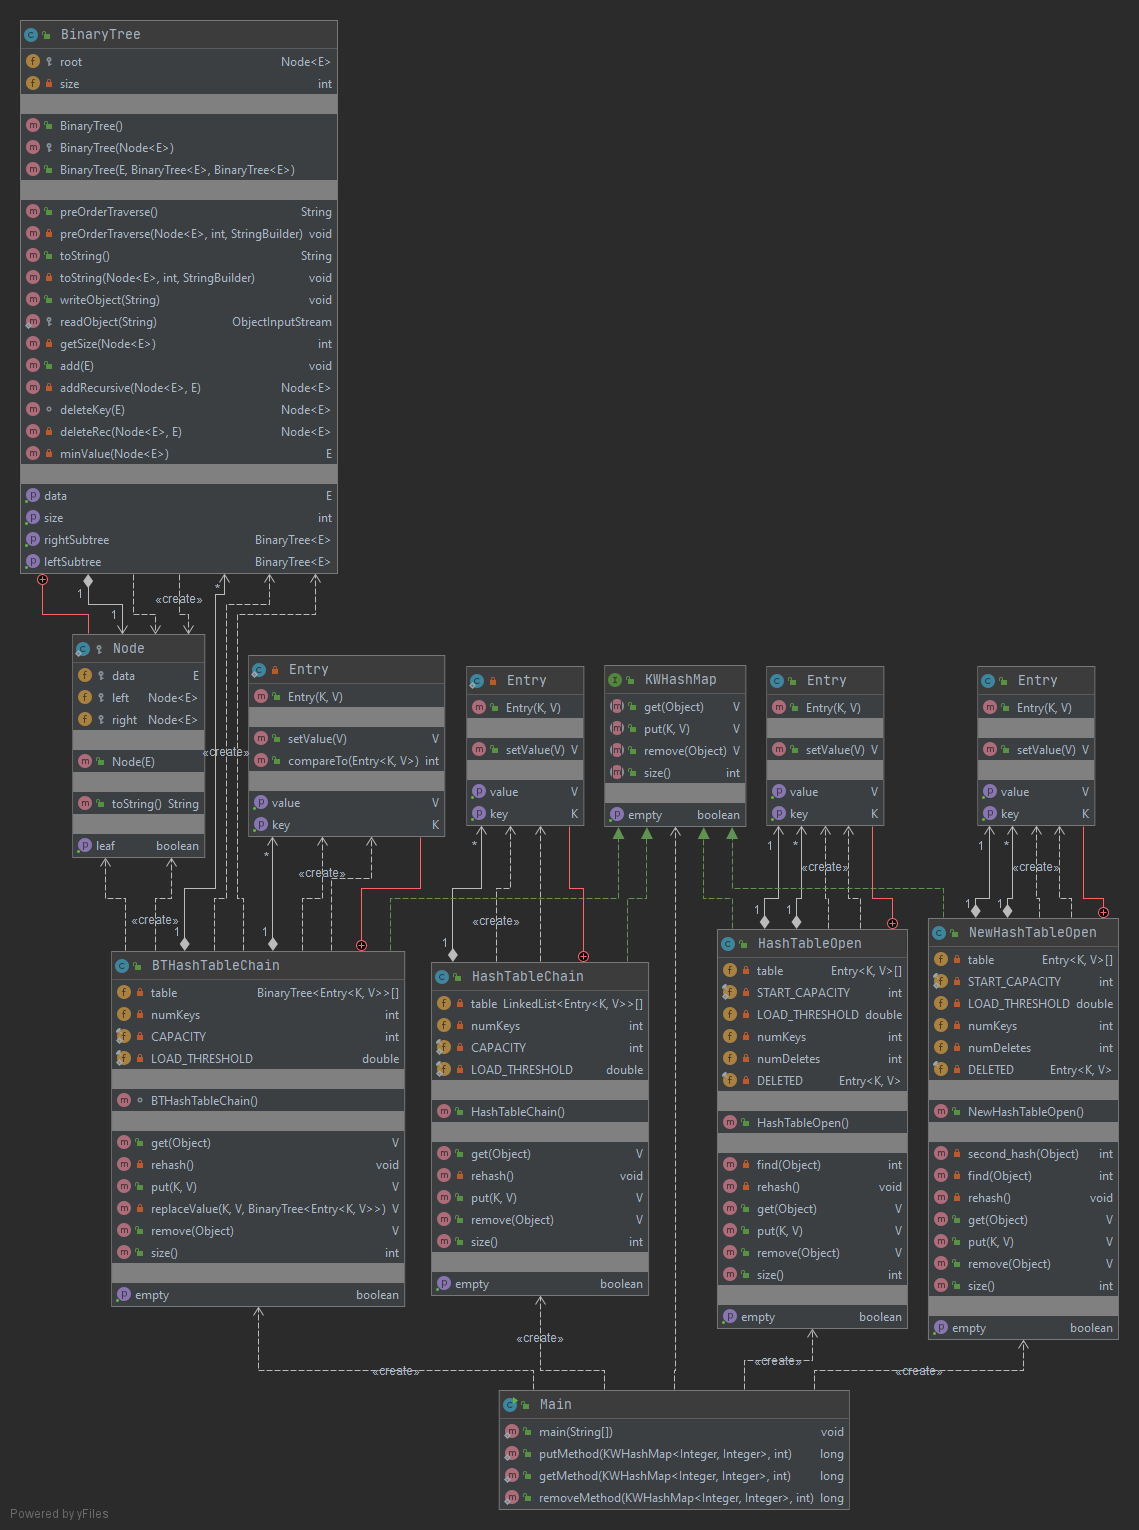 BinaryTree
root Node<E>
size int
BinaryTree()
BinaryTree(Node<E>)
BinaryTree(E, BinaryTree<E>, BinaryTree<E>)
preOrderTraverse() String
preOrderTraverse(Node<E>, int, StringBuilder) void
toString() String
toString(Node<E>, int, StringBuilder) void
writeObject(String) void
readObject(String) ObjectInputStream
getSize(Node<E>) int
add(E) void
addRecursive(Node<E>, E) Node<E>
deleteKey(E) Node<E>
deleteRec(Node<E>, E) Node<E>
minValue(Node<E>) E
data E
size int
rightSubtree BinaryTree<E>
leftSubtree BinaryTree<E>
1
1
«create»
*
Node
data E
left Node<E>
right Node<E>
Node(E)
toString() String
leaf boolean
«create»
Entry
Entry(K, V)
setValue(V) V
compareTo(Entry<K, V>) int
value V
key K
Entry
Entry(K, V)
setValue(V) V
value V
key K
KWHashMap
get(Object) V
put(K, V) V
remove(Object) V
size() int
empty boolean
Entry
Entry(K, V)
setValue(V) V
value V
key K
Entry
Entry(K, V)
setValue(V) V
value V
key K
*
«create»
*
1
*
«create»
1
*
«create»
«create»
1
1
1
«create»
1
1
1
1
BTHashTableChain
table BinaryTree<Entry<K, V>>[]
numKeys int
CAPACITY int
LOAD_THRESHOLD double
BTHashTableChain()
get(Object) V
rehash() void
put(K, V) V
replaceValue(K, V, BinaryTree<Entry<K, V>>) V
remove(Object) V
size() int
empty boolean
HashTableChain
table LinkedList<Entry<K, V>>[]
numKeys int
CAPACITY int
LOAD_THRESHOLD double
HashTableChain()
get(Object) V
rehash() void
put(K, V) V
remove(Object) V
size() int
empty boolean
HashTableOpen
table Entry<K, V>[]
START_CAPACITY int
LOAD_THRESHOLD double
numKeys int
numDeletes int
DELETED Entry<K, V>
HashTableOpen()
find(Object) int
rehash() void
get(Object) V
put(K, V) V
remove(Object) V
size() int
empty boolean
NewHashTableOpen
table Entry<K, V>[]
START_CAPACITY int
LOAD_THRESHOLD double
numKeys int
numDeletes int
DELETED Entry<K, V>
NewHashTableOpen()
second_hash(Object) int
find(Object) int
rehash() void
get(Object) V
put(K, V) V
remove(Object) V
size() int
empty boolean
«create»
«create»
«create»
«create»
Main
main(String[]) void
putMethod(KWHashMap<Integer, Integer>, int) long
getMethod(KWHashMap<Integer, Integer>, int) long
removeMethod(KWHashMap<Integer, Integer>, int) long
Powered by yFiles